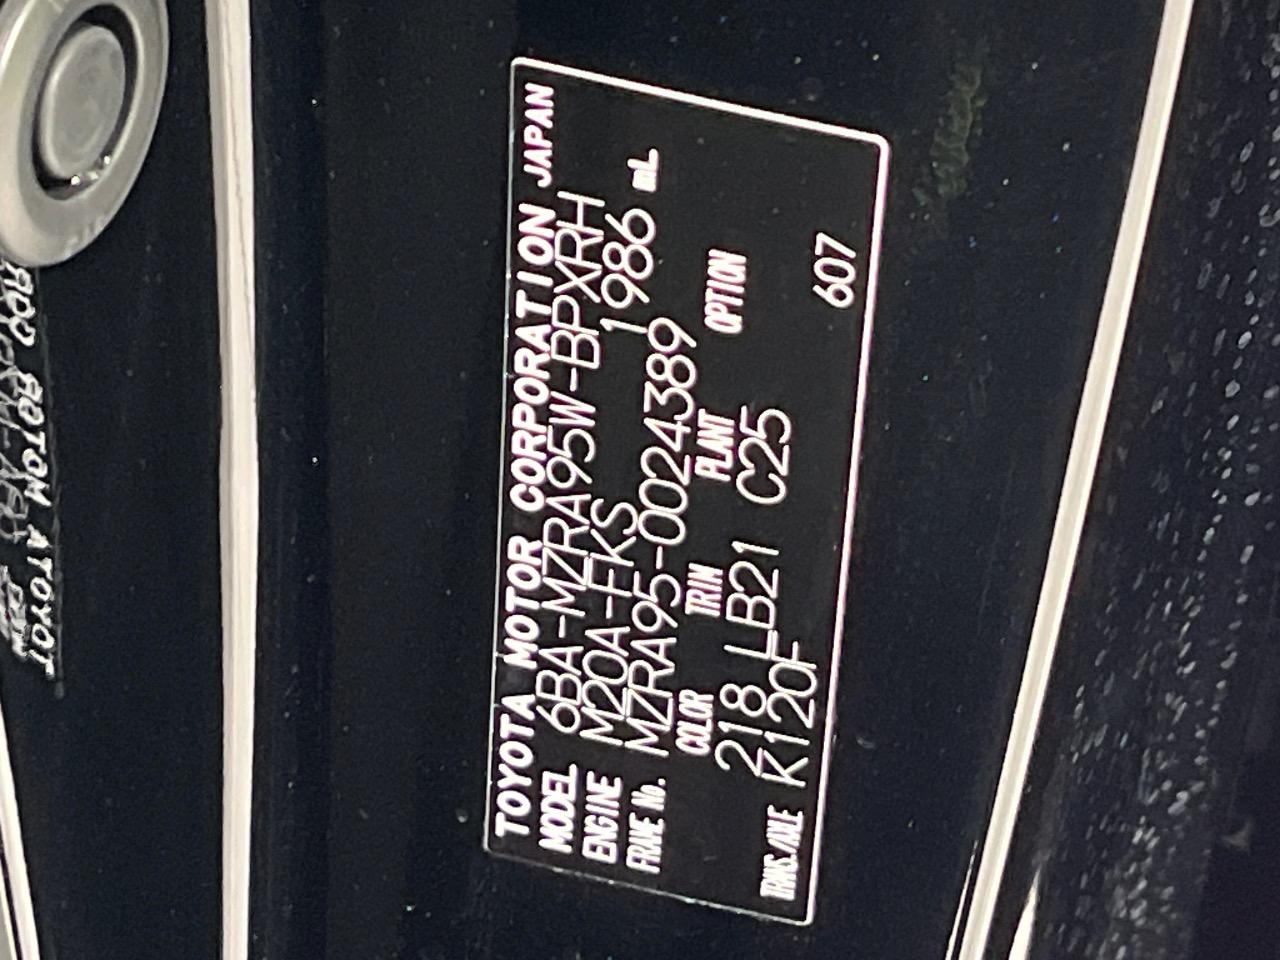 TOYOTA MOTOR CORPORATION JAPAN
MODEL 6BA-MZRA95W-BPXRH
ENGINE M20A-FKS 1986 mL
FRAME No. MZRA95-0024389
COLOR TRIM PLANT OPTION
218 LB21 C25
TRANS./AXLE K120F 607